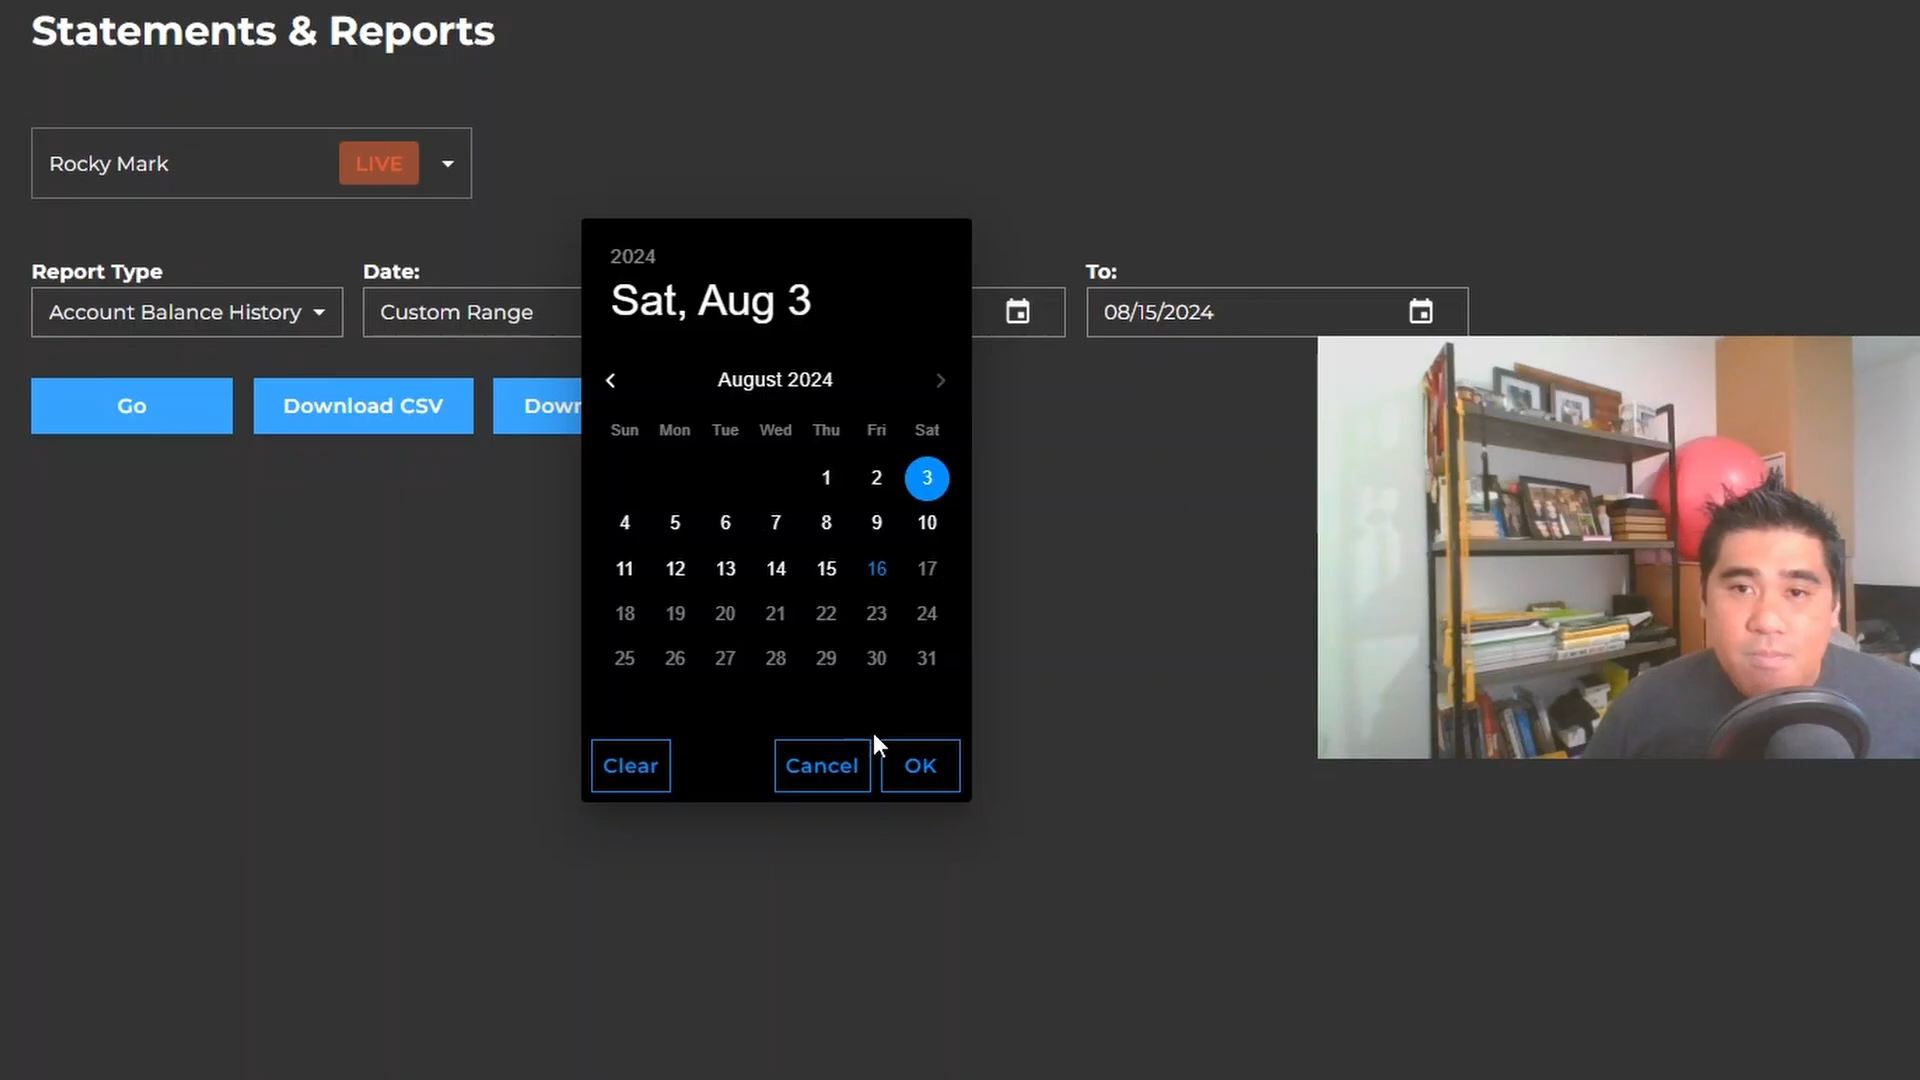 Statements & Reports
Rocky Mark LIVE
Report Type Date: To:
Account Balance History Custom Range 08/15/2024
Go Download CSV Down
2024
Sat, Aug 3
August 2024
Sun Mon Tue Wed Thu Fri Sat
1 2 3
4 5 6 7 8 9 10
11 12 13 14 15 16 17
18 19 20 21 22 23 24
25 26 27 28 29 30 31
Clear Cancel OK